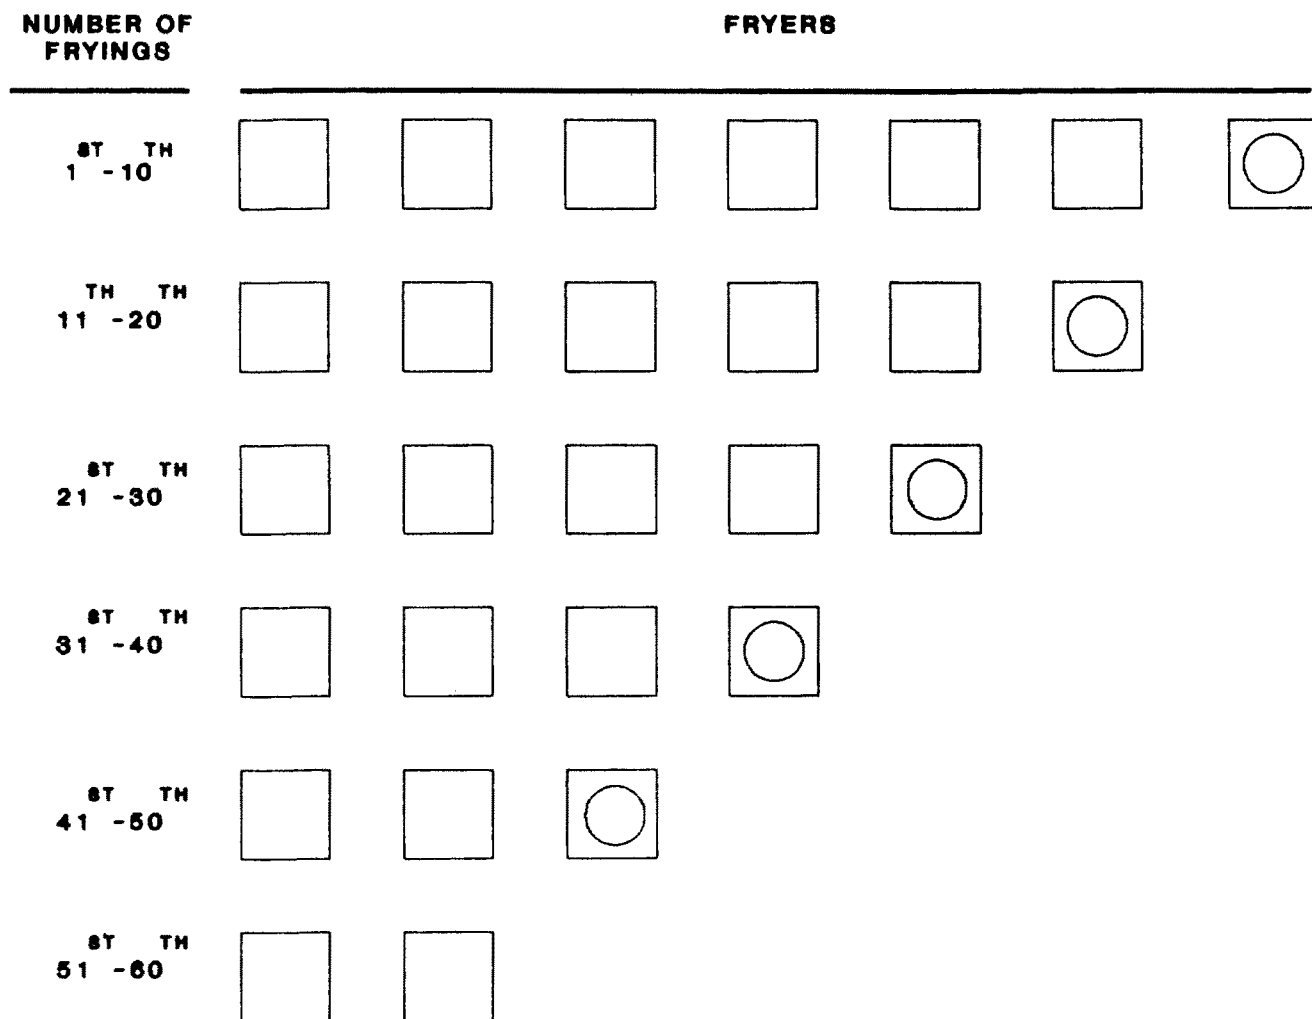 NUMBER OF
FRYINGS
FRYERS
1ST -10TH
11TH -20TH
21ST -30TH
31ST -40TH
41ST -50TH
51ST -60TH